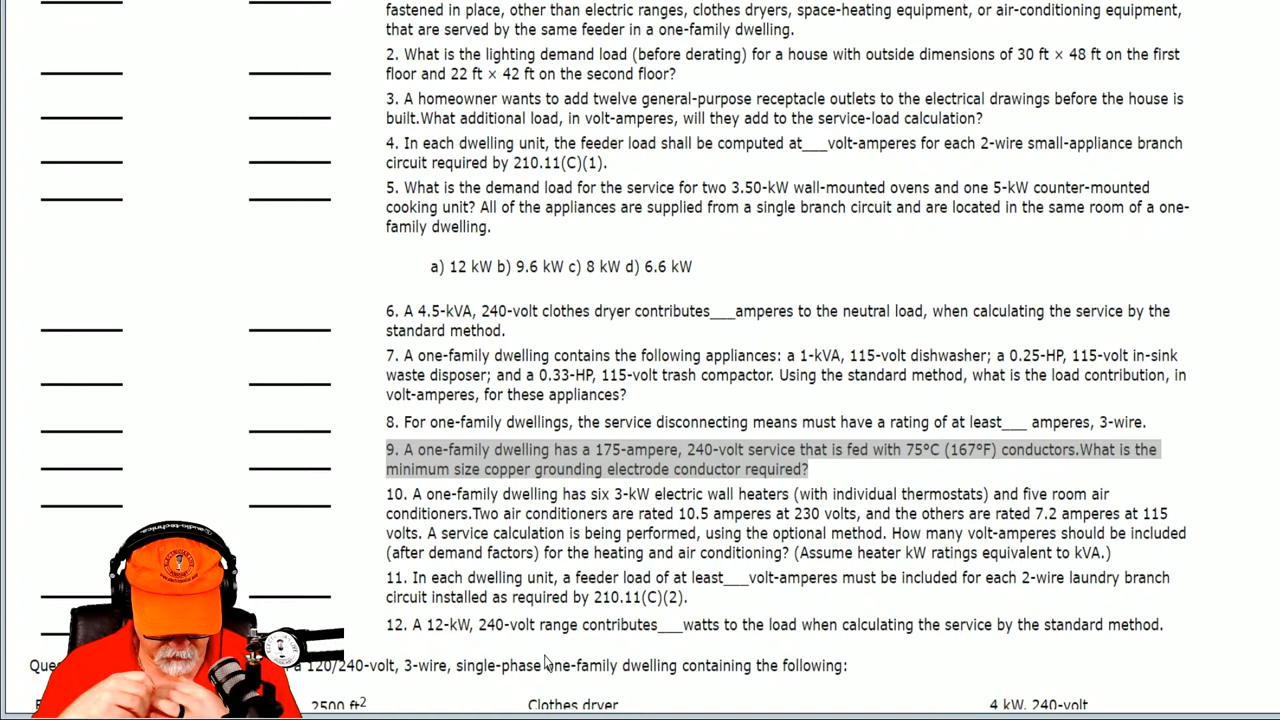 fastened in place, other than electric ranges, clothes dryers, space-heating equipment, or air-conditioning equipment,
that are served by the same feeder in a one-family dwelling.
2. What is the lighting demand load (before derating) for a house with outside dimensions of 30 ft × 48 ft on the first
floor and 22 ft × 42 ft on the second floor?
3. A homeowner wants to add twelve general-purpose receptacle outlets to the electrical drawings before the house is
built.What additional load, in volt-amperes, will they add to the service-load calculation?
4. In each dwelling unit, the feeder load shall be computed at___volt-amperes for each 2-wire small-appliance branch
circuit required by 210.11(C)(1).
5. What is the demand load for the service for two 3.50-kW wall-mounted ovens and one 5-kW counter-mounted
cooking unit? All of the appliances are supplied from a single branch circuit and are located in the same room of a one-
family dwelling.
a) 12 kW b) 9.6 kW c) 8 kW d) 6.6 kW
6. A 4.5-kVA, 240-volt clothes dryer contributes___amperes to the neutral load, when calculating the service by the
standard method.
7. A one-family dwelling contains the following appliances: a 1-kVA, 115-volt dishwasher; a 0.25-HP, 115-volt in-sink
waste disposer; and a 0.33-HP, 115-volt trash compactor. Using the standard method, what is the load contribution, in
volt-amperes, for these appliances?
8. For one-family dwellings, the service disconnecting means must have a rating of at least___ amperes, 3-wire.
9. A one-family dwelling has a 175-ampere, 240-volt service that is fed with 75°C (167°F) conductors.What is the
minimum size copper grounding electrode conductor required?
10. A one-family dwelling has six 3-kW electric wall heaters (with individual thermostats) and five room air
conditioners.Two air conditioners are rated 10.5 amperes at 230 volts, and the others are rated 7.2 amperes at 115
volts. A service calculation is being performed, using the optional method. How many volt-amperes should be included
(after demand factors) for the heating and air conditioning? (Assume heater kW ratings equivalent to kVA.)
11. In each dwelling unit, a feeder load of at least___volt-amperes must be included for each 2-wire laundry branch
circuit installed as required by 210.11(C)(2).
12. A 12-kW, 240-volt range contributes___watts to the load when calculating the service by the standard method.
a 120/240-volt, 3-wire, single-phase one-family dwelling containing the following:
2500 ft² Clothes dryer 4 kW, 240-volt
audio-technica